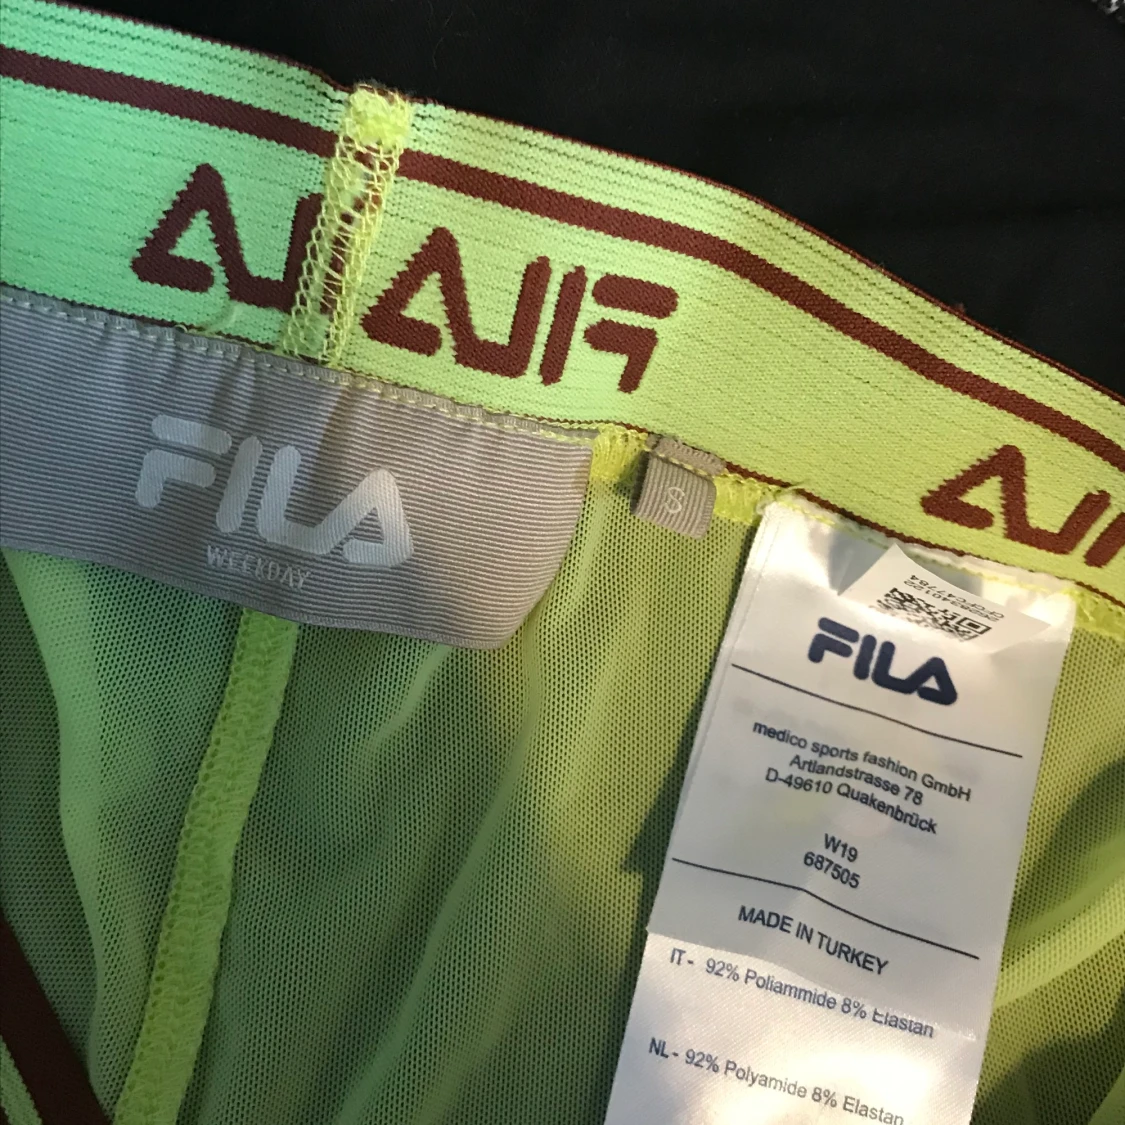 FILA
FILA
WEEKDAY
S
FILA
medico sports fashion GmbH
Artlandstrasse 78
D-49610 Quakenbrück
W19
687505
MADE IN TURKEY
IT - 92% Poliammide 8% Elastan
NL - 92% Polyamide 8% Elastan